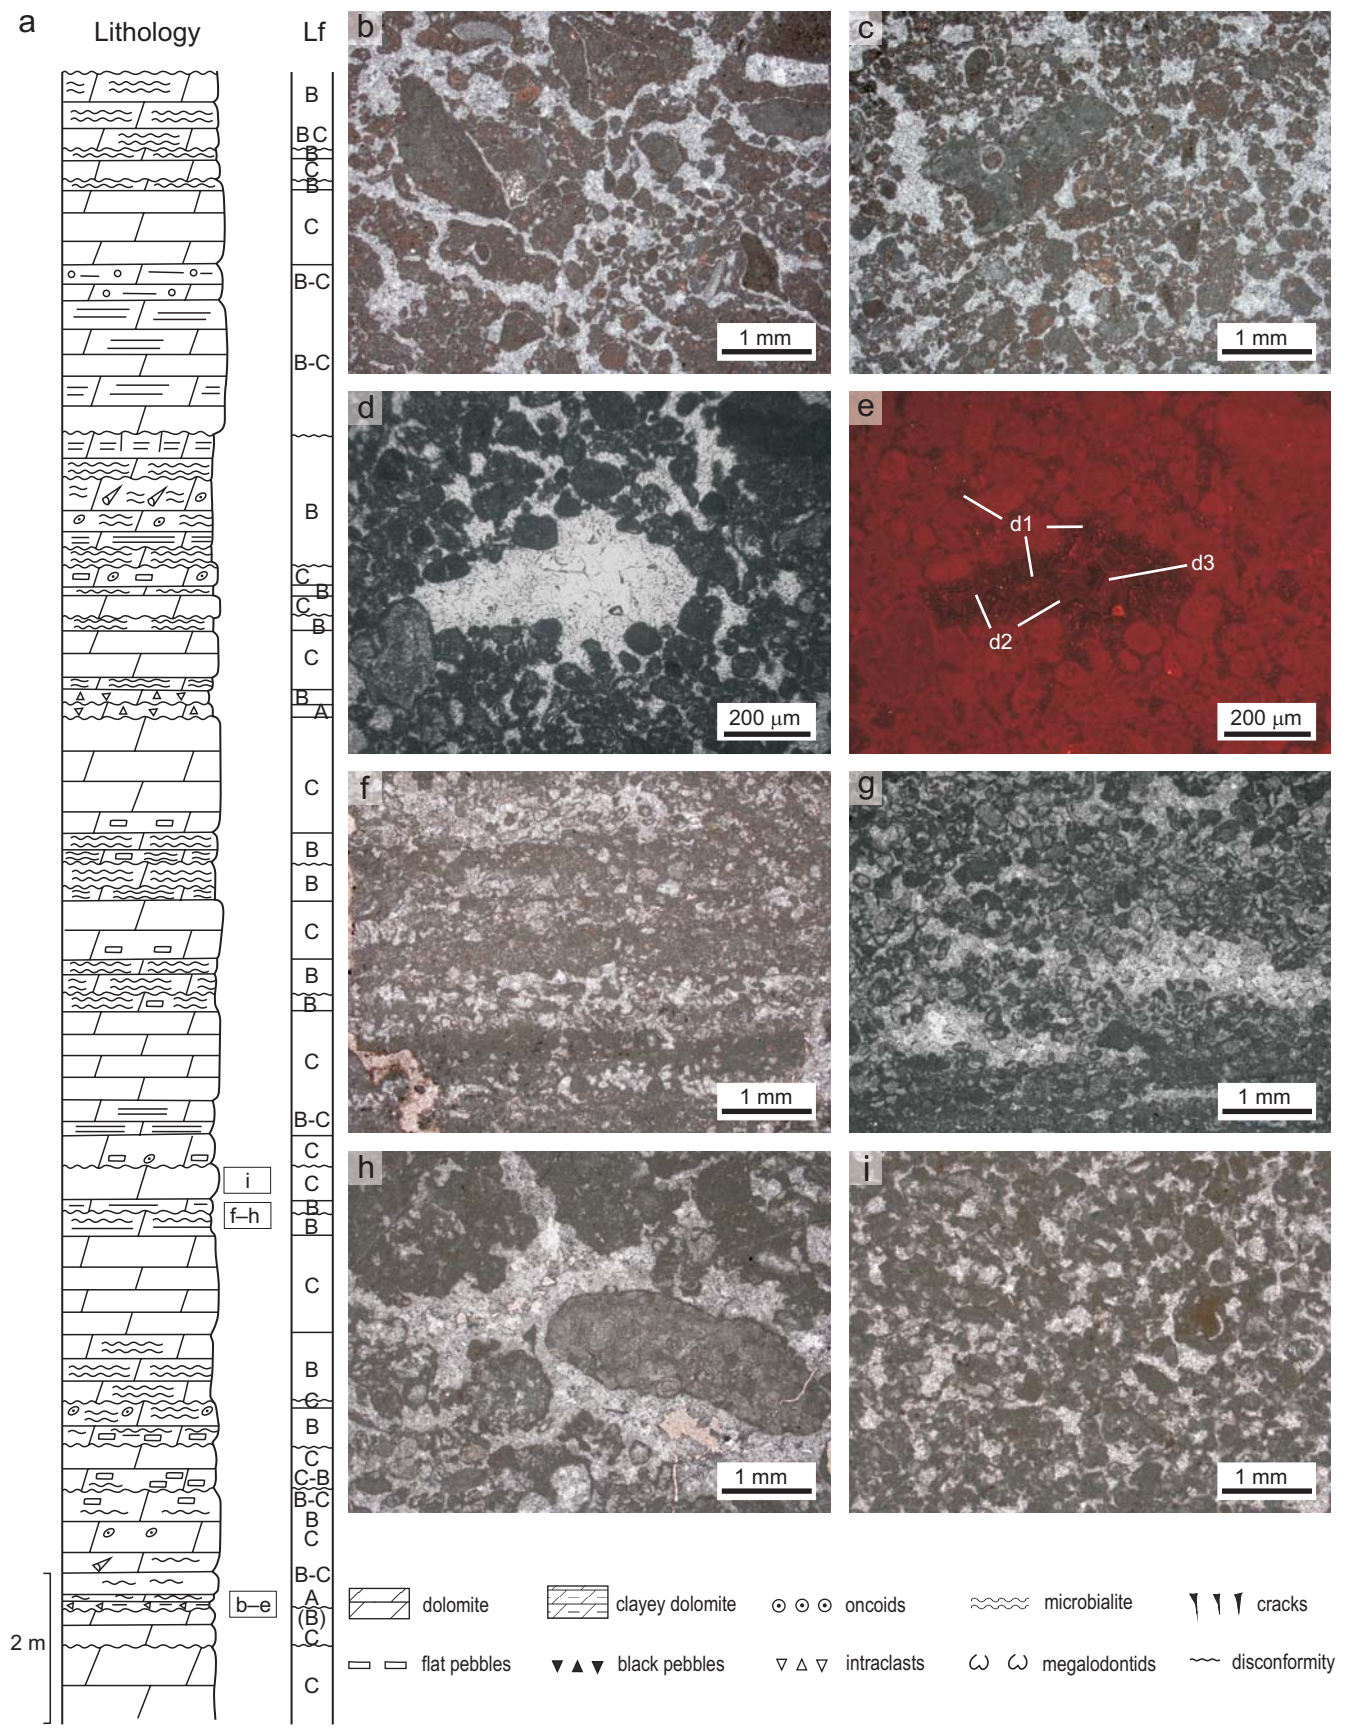 a
Lithology
Lf
B
B C
B
C
B
C
B-C
B-C
B
C
B
C
B
C
B
A
C
B
B
C
B
B
C
B-C
C
C
B
B
C
B
C
B
C
C-B
B-C
B
C
B-C
A
(B)
C
C
i
f–h
b–e
2 m
b
1 mm
c
1 mm
d
200 µm
e
d1
d2
d3
200 µm
f
1 mm
g
1 mm
h
1 mm
i
1 mm
dolomite
clayey dolomite
oncoids
microbialite
cracks
flat pebbles
black pebbles
intraclasts
megalodontids
disconformity